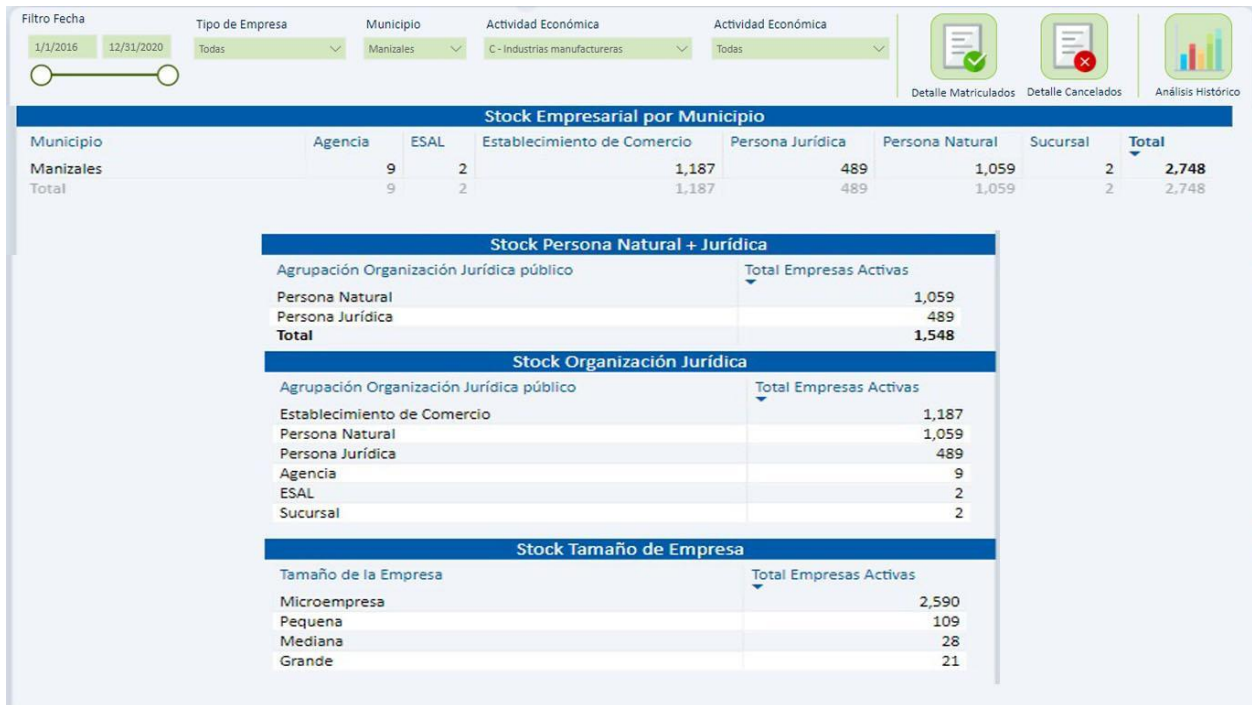 Filtro Fecha
1/1/2016 12/31/2020
Tipo de Empresa
Todas
Municipio
Manizales
Actividad Económica
C - Industrias manufactureras
Actividad Económica
Todas
Detalle Matriculados Detalle Cancelados Análisis Histórico
Stock Empresarial por Municipio
Municipio Agencia ESAL Establecimiento de Comercio Persona Jurídica Persona Natural Sucursal Total
Manizales 9 2 1,187 489 1,059 2 2,748
Total 9 2 1,187 489 1,059 2 2,748
Stock Persona Natural + Jurídica
Agrupación Organización Jurídica público Total Empresas Activas
Persona Natural 1,059
Persona Jurídica 489
Total 1,548
Stock Organización Jurídica
Agrupación Organización Jurídica público Total Empresas Activas
Establecimiento de Comercio 1,187
Persona Natural 1,059
Persona Jurídica 489
Agencia 9
ESAL 2
Sucursal 2
Stock Tamaño de Empresa
Tamaño de la Empresa Total Empresas Activas
Microempresa 2,590
Pequena 109
Mediana 28
Grande 21